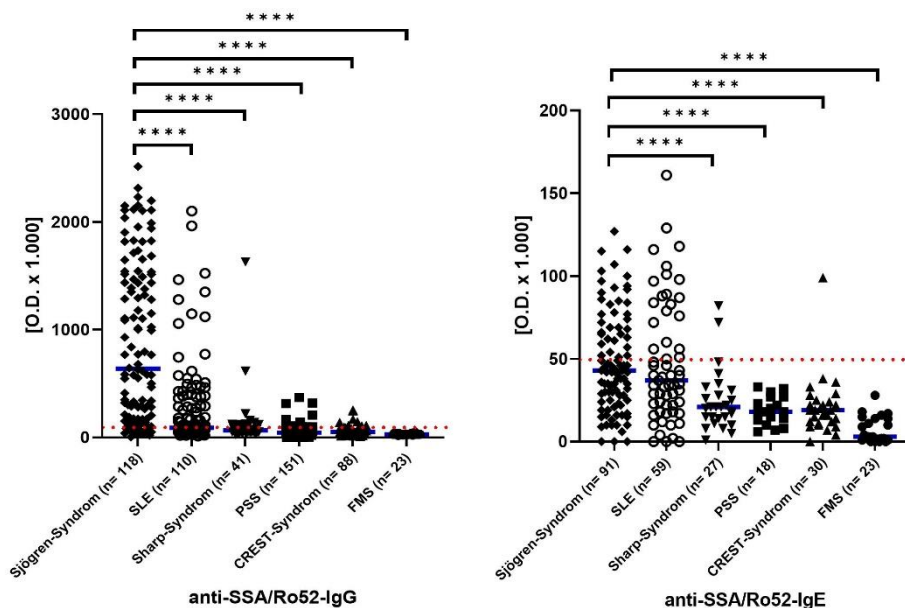 ****
****
****
****
****
3000
2000
1000
0
[O.D. x 1.000]
Sjögren-Syndrom (n= 118)
SLE (n= 110)
Sharp-Syndrom (n= 41)
PSS (n= 151)
CREST-Syndrom (n= 88)
FMS (n= 23)
anti-SSA/Ro52-IgG
****
****
****
****
200
150
100
50
0
[O.D. x 1.000]
Sjögren-Syndrom (n= 91)
SLE (n= 59)
Sharp-Syndrom (n= 27)
PSS (n= 18)
CREST-Syndrom (n= 30)
FMS (n= 23)
anti-SSA/Ro52-IgE